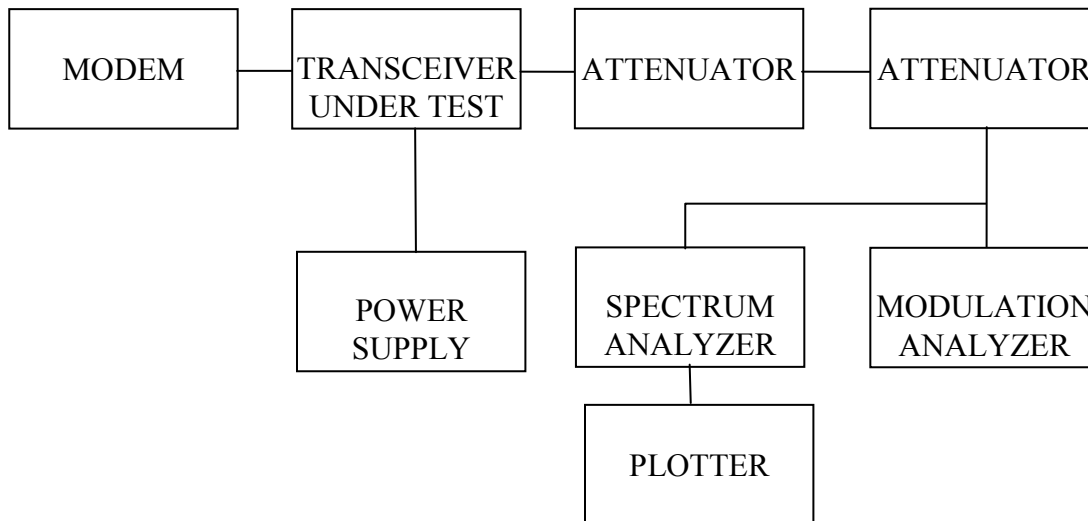 MODEM
TRANSCEIVER
UNDER TEST
ATTENUATOR
ATTENUATOR
POWER
SUPPLY
SPECTRUM
ANALYZER
MODULATION
ANALYZER
PLOTTER